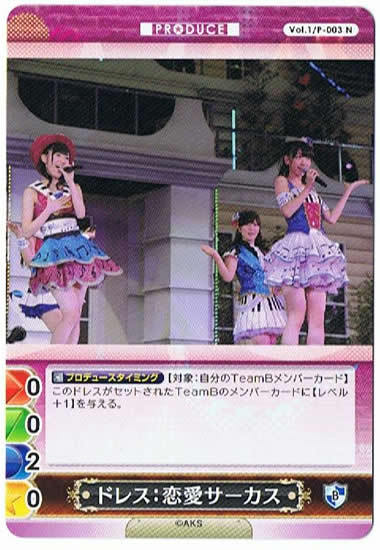 PRODUCE
Vol.1/P-003 N
プロデュースタイミング 【対象:自分のTeamBメンバーカード】
このドレスがセットされたTeamBのメンバーカードに【レベル
+1】を与える。
0
0
2
0
ドレス:恋愛サーカス
B
©AKS